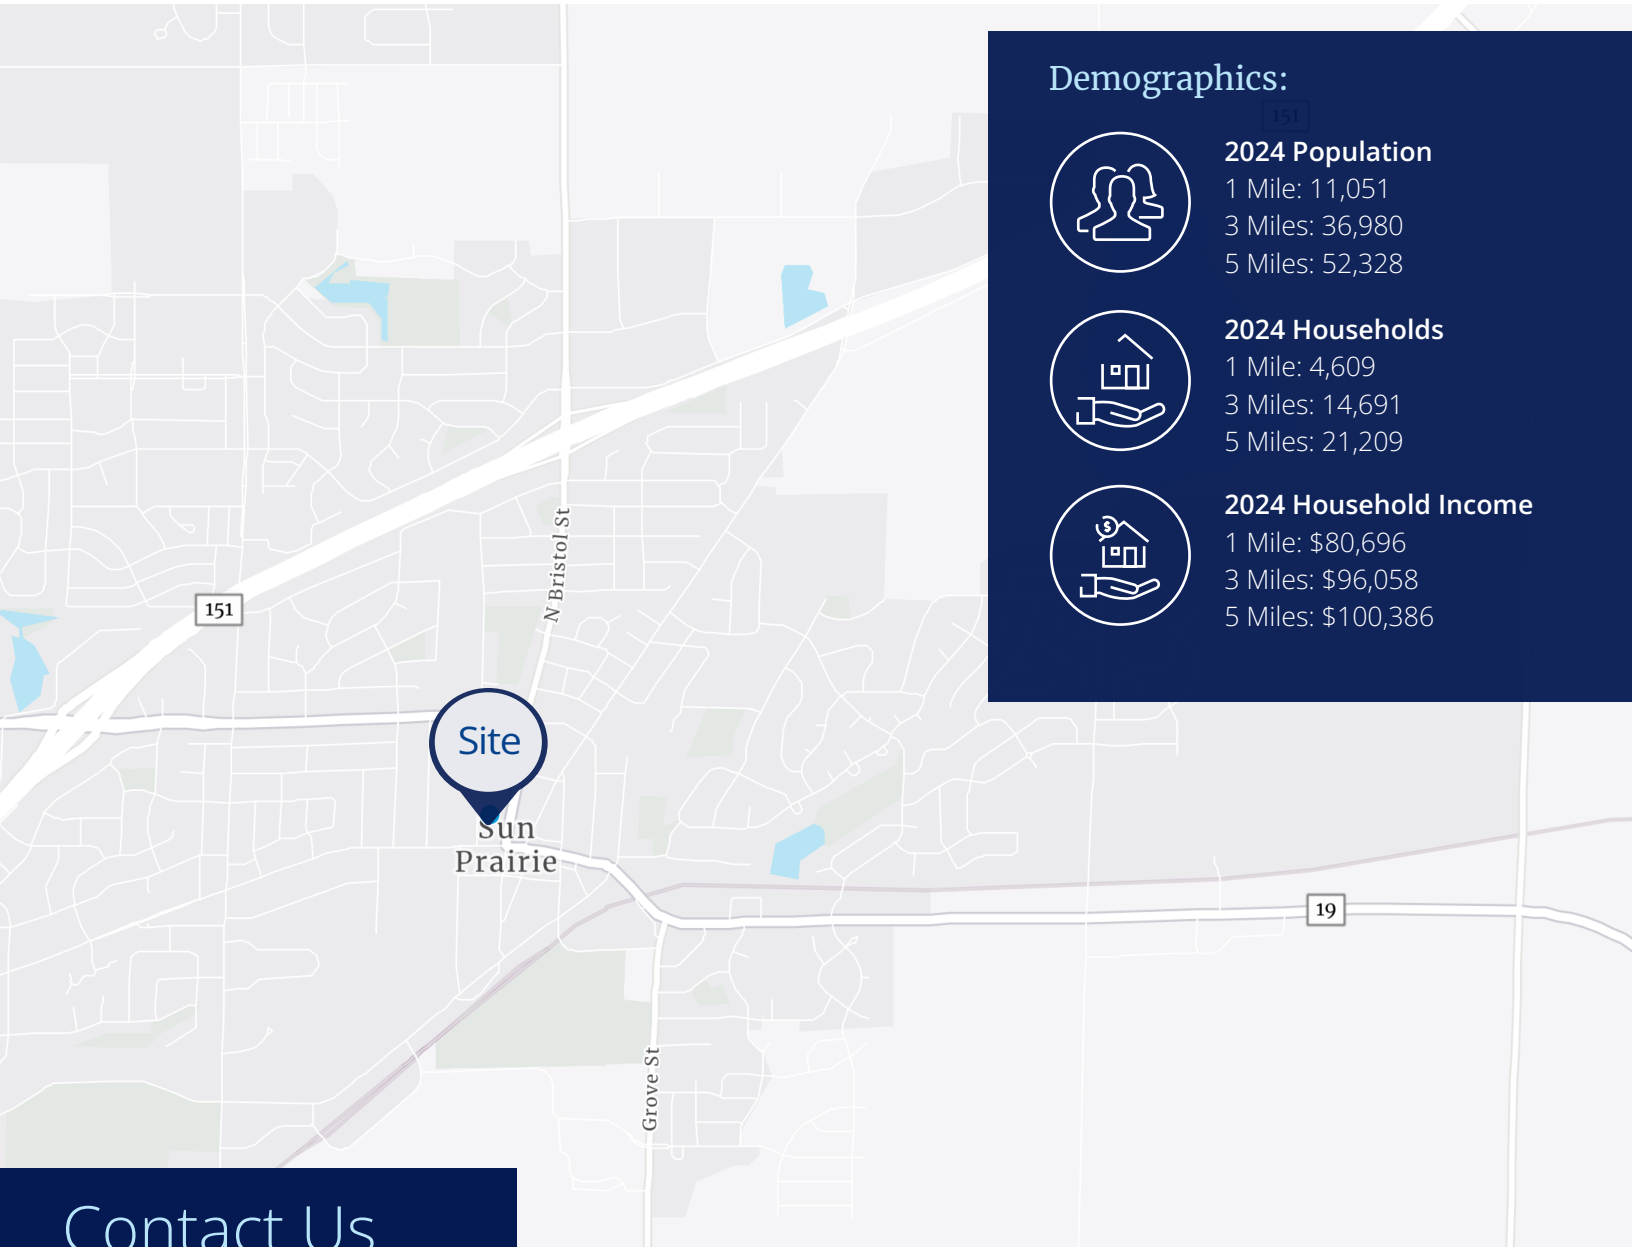 Demographics:
151
2024 Population
1 Mile: 11,051
3 Miles: 36,980
5 Miles: 52,328
2024 Households
1 Mile: 4,609
3 Miles: 14,691
5 Miles: 21,209
$
2024 Household Income
1 Mile: $80,696
3 Miles: $96,058
5 Miles: $100,386
N Bristol St
151
Site
Sun
Prairie
19
Grove St
Contact Us